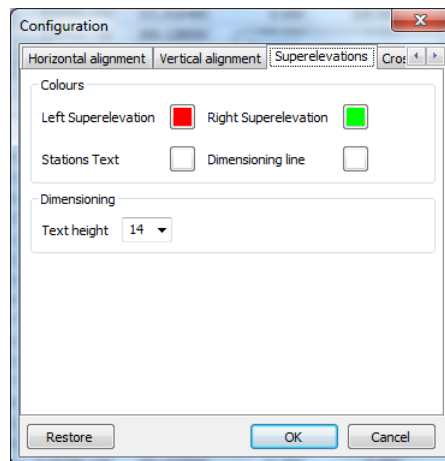 Configuration
Horizontal alignment Vertical alignment Superelevations
Colours
Left Superelevation Right Superelevation
Stations Text Dimensioning line
Dimensioning
Text height 14
Restore OK Cancel